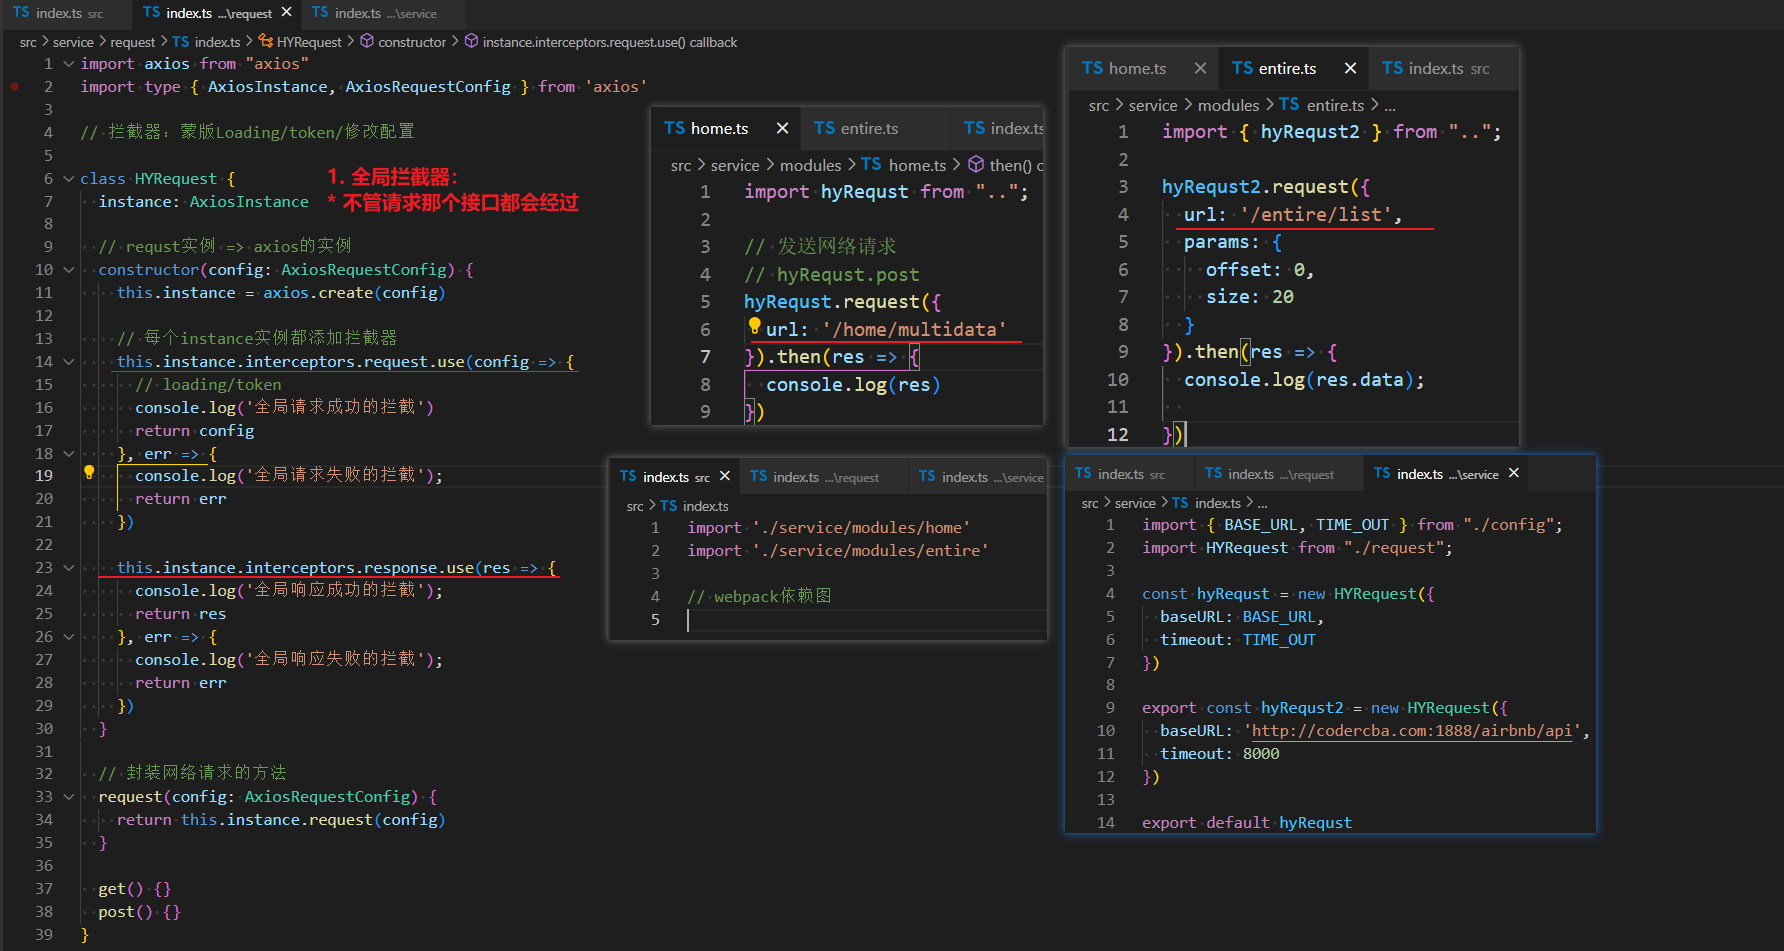 TS index.ts src TS index.ts ...\request × TS index.ts ...\service
src > service > request > TS index.ts > HYRequest > constructor > instance.interceptors.request.use() callback
1 import axios from "axios"
2 import type { AxiosInstance, AxiosRequestConfig } from 'axios'
3
4 // 拦截器: 蒙版Loading/token/修改配置
5
6 class HYRequest {
7 instance: AxiosInstance
8
9 // requst实例 => axios的实例
10 constructor(config: AxiosRequestConfig) {
11 this.instance = axios.create(config)
12
13 // 每个instance实例都添加拦截器
14 this.instance.interceptors.request.use(config => {
15 // loading/token
16 console.log('全局请求成功的拦截')
17 return config
18 }, err => {
19 console.log('全局请求失败的拦截');
20 return err
21 })
22
23 this.instance.interceptors.response.use(res => {
24 console.log('全局响应成功的拦截');
25 return res
26 }, err => {
27 console.log('全局响应失败的拦截');
28 return err
29 })
30 }
31
32 // 封装网络请求的方法
33 request(config: AxiosRequestConfig) {
34 return this.instance.request(config)
35 }
36
37 get() {}
38 post() {}
39 }
1. 全局拦截器:
* 不管请求那个接口都会经过
TS home.ts × TS entire.ts TS index.ts
src > service > modules > TS home.ts > then() c
1 import hyRequst from "..";
2
3 // 发送网络请求
4 // hyRequst.post
5 hyRequst.request({
6 url: '/home/multidata'
7 }).then(res => {
8 console.log(res)
9 })
TS home.ts × TS entire.ts × TS index.ts src
src > service > modules > TS entire.ts > ...
1 import { hyRequst2 } from "..";
2
3 hyRequst2.request({
4 url: '/entire/list',
5 params: {
6 offset: 0,
7 size: 20
8 }
9 }).then(res => {
10 console.log(res.data);
11
12 })
TS index.ts src × TS index.ts ...\request TS index.ts ...\service
src > TS index.ts
1 import './service/modules/home'
2 import './service/modules/entire'
3
4 // webpack依赖图
5
TS index.ts src TS index.ts ...\request TS index.ts ...\service ×
src > service > TS index.ts > ...
1 import { BASE_URL, TIME_OUT } from "./config";
2 import HYRequest from "./request";
3
4 const hyRequst = new HYRequest({
5 baseURL: BASE_URL,
6 timeout: TIME_OUT
7 })
8
9 export const hyRequst2 = new HYRequest({
10 baseURL: 'http://codercba.com:1888/airbnb/api',
11 timeout: 8000
12 })
13
14 export default hyRequst